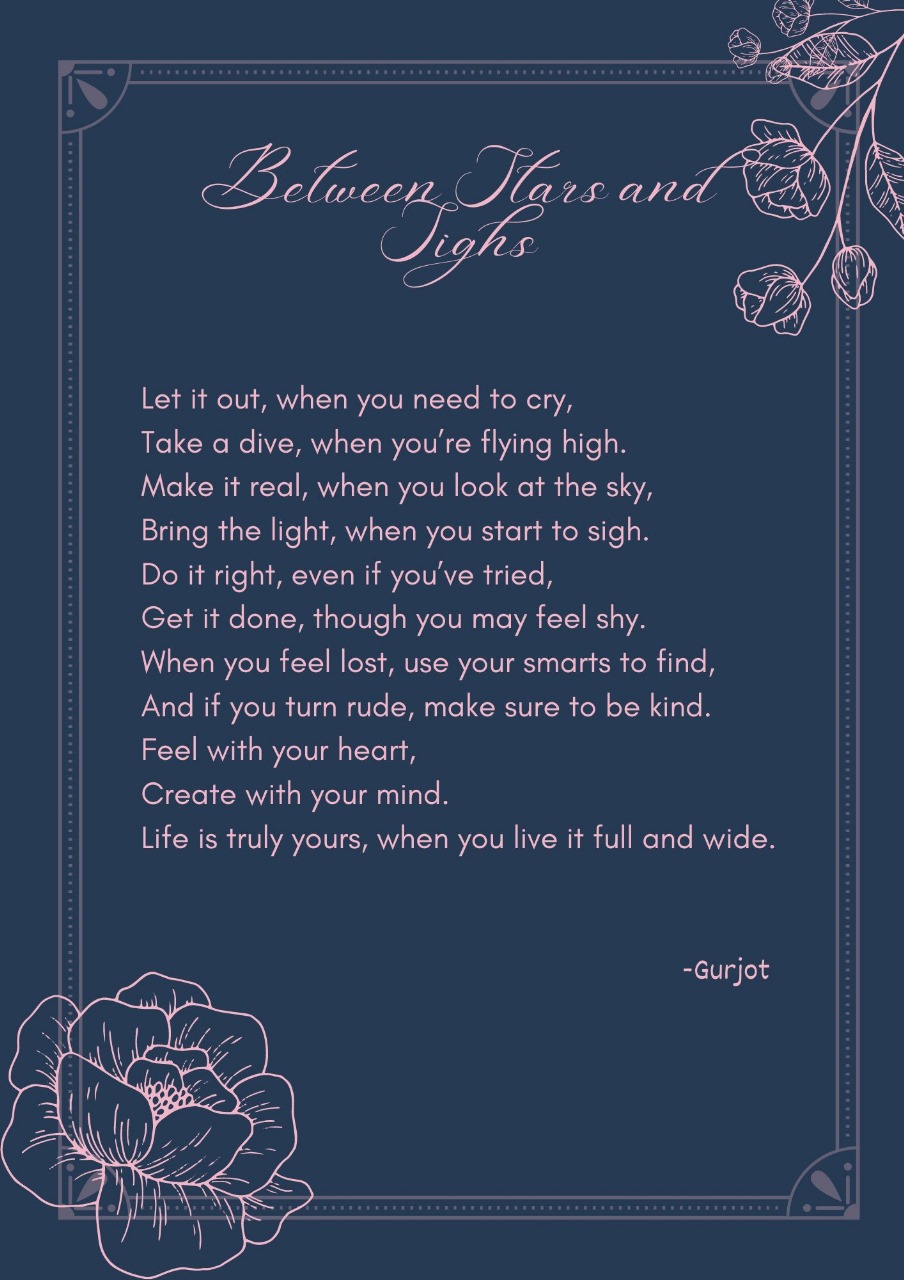 Between Stars and
Sighs
Let it out, when you need to cry,
Take a dive, when you’re flying high.
Make it real, when you look at the sky,
Bring the light, when you start to sigh.
Do it right, even if you’ve tried,
Get it done, though you may feel shy.
When you feel lost, use your smarts to find,
And if you turn rude, make sure to be kind.
Feel with your heart,
Create with your mind.
Life is truly yours, when you live it full and wide.
-Gurjot